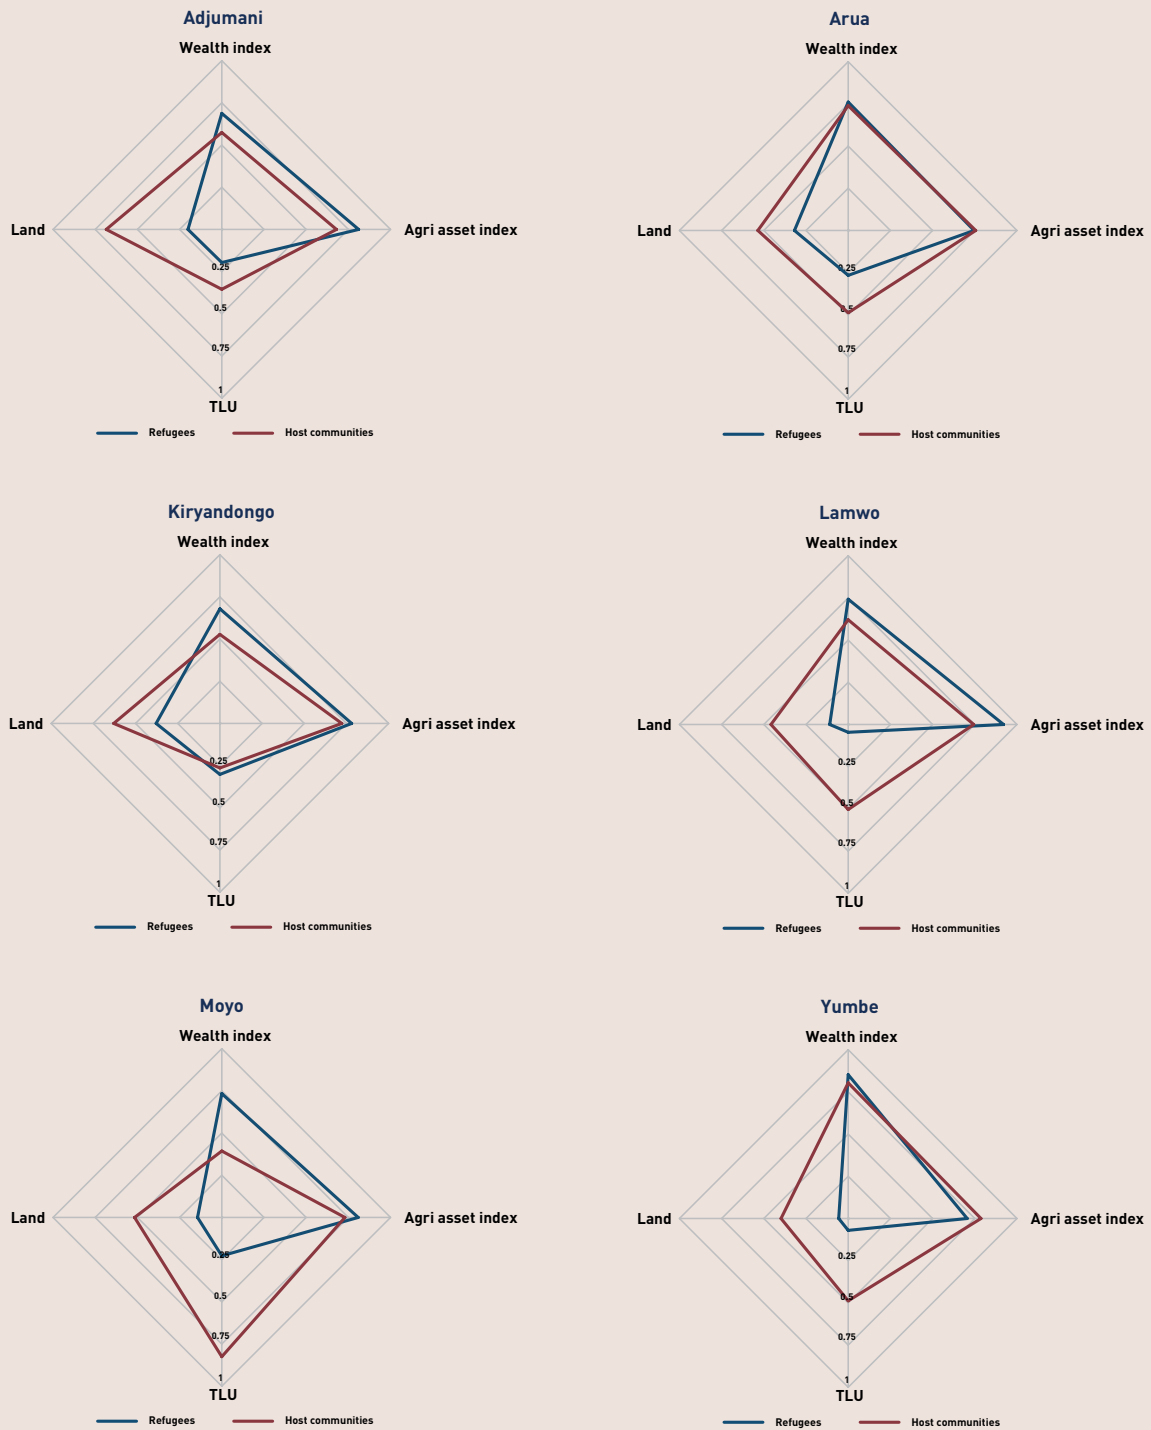 Adjumani
Wealth index
Land
Agri asset index
0.25
0.5
0.75
1
TLU
Refugees Host communities
Arua
Wealth index
Land
Agri asset index
0.25
0.5
0.75
1
TLU
Refugees Host communities
Kiryandongo
Wealth index
Land
Agri asset index
0.25
0.5
0.75
1
TLU
Refugees Host communities
Lamwo
Wealth index
Land
Agri asset index
0.25
0.5
0.75
1
TLU
Refugees Host communities
Moyo
Wealth index
Land
Agri asset index
0.25
0.5
0.75
1
TLU
Refugees Host communities
Yumbe
Wealth index
Land
Agri asset index
0.25
0.5
0.75
1
TLU
Refugees Host communities